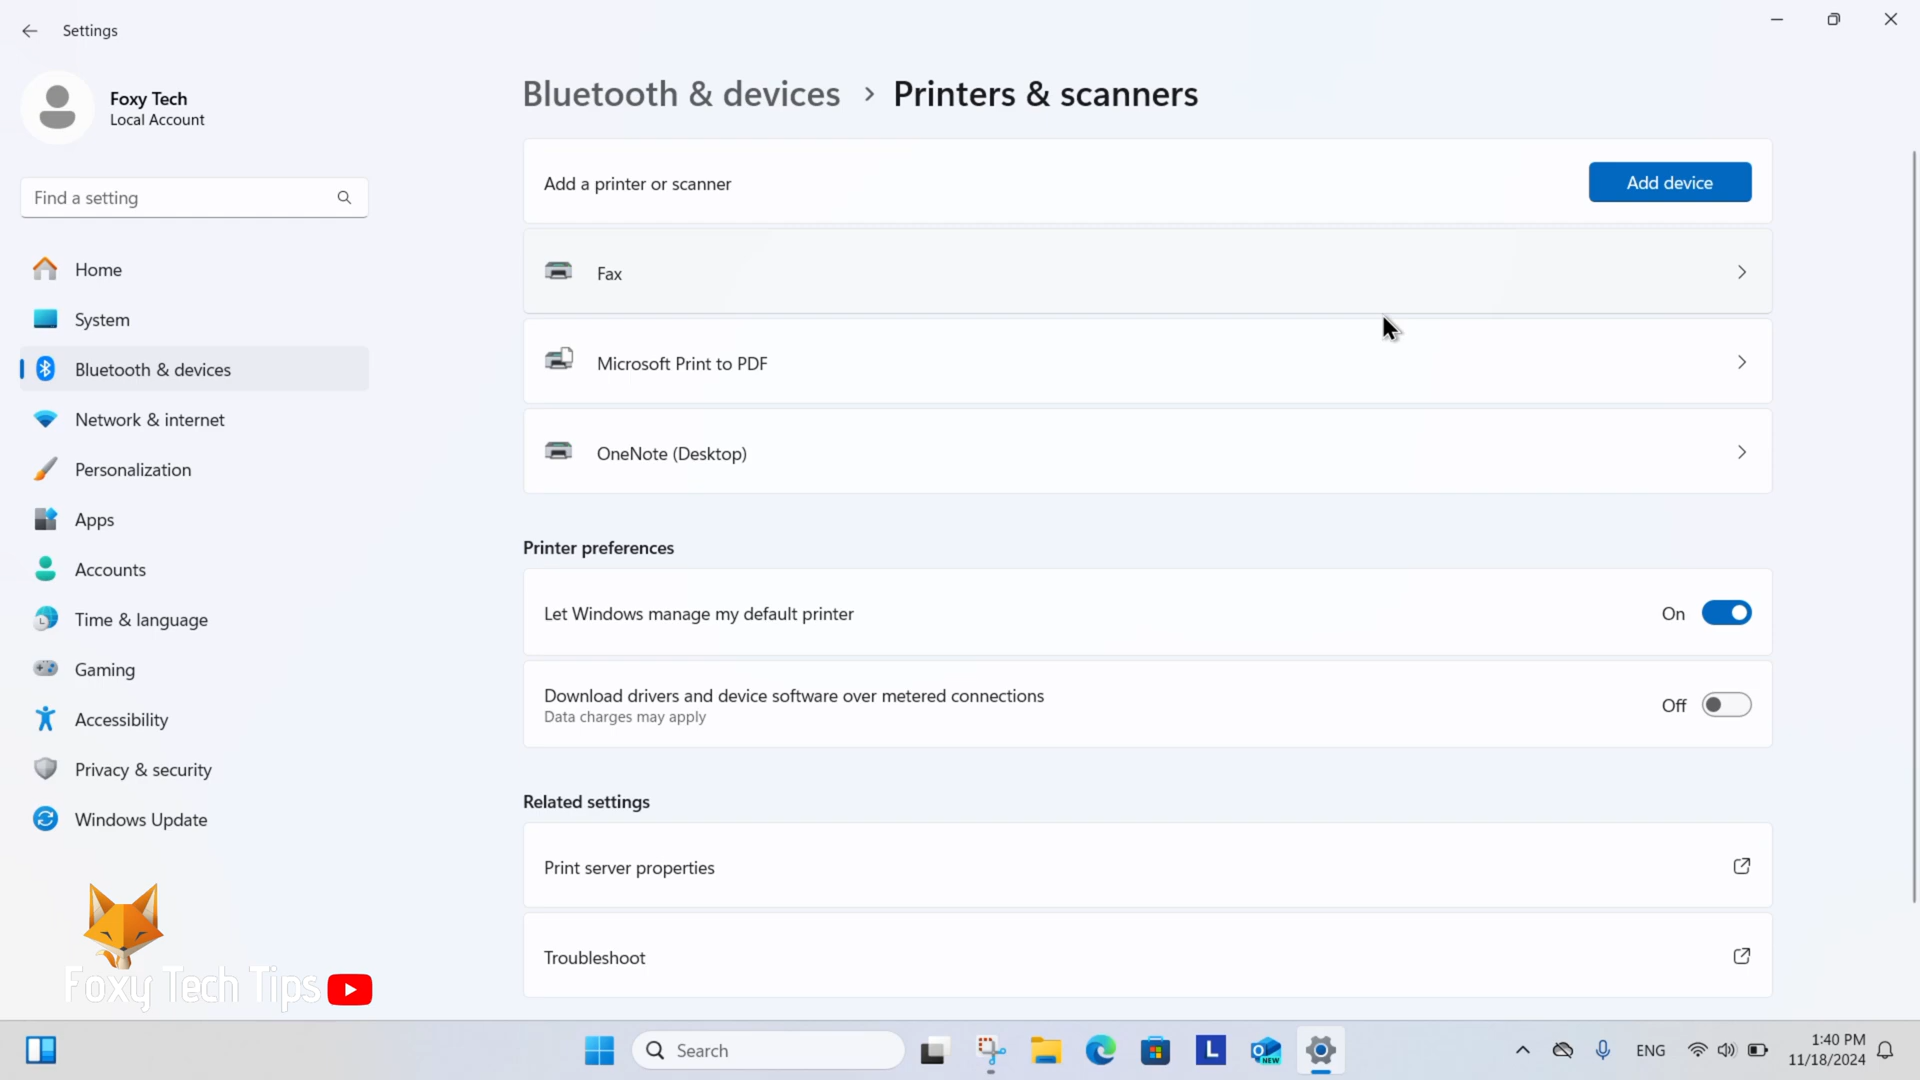 Settings
Foxy Tech
Local Account
Find a setting
Home
System
Bluetooth & devices
Network & internet
Personalization
Apps
Accounts
Time & language
Gaming
Accessibility
Privacy & security
Windows Update
Foxy Tech Tips
Bluetooth & devices > Printers & scanners
Add a printer or scanner
Add device
Fax
Microsoft Print to PDF
OneNote (Desktop)
Printer preferences
Let Windows manage my default printer
On
Download drivers and device software over metered connections
Data charges may apply
Off
Related settings
Print server properties
Troubleshoot
Search
L
NEW
ENG
1:40 PM
11/18/2024